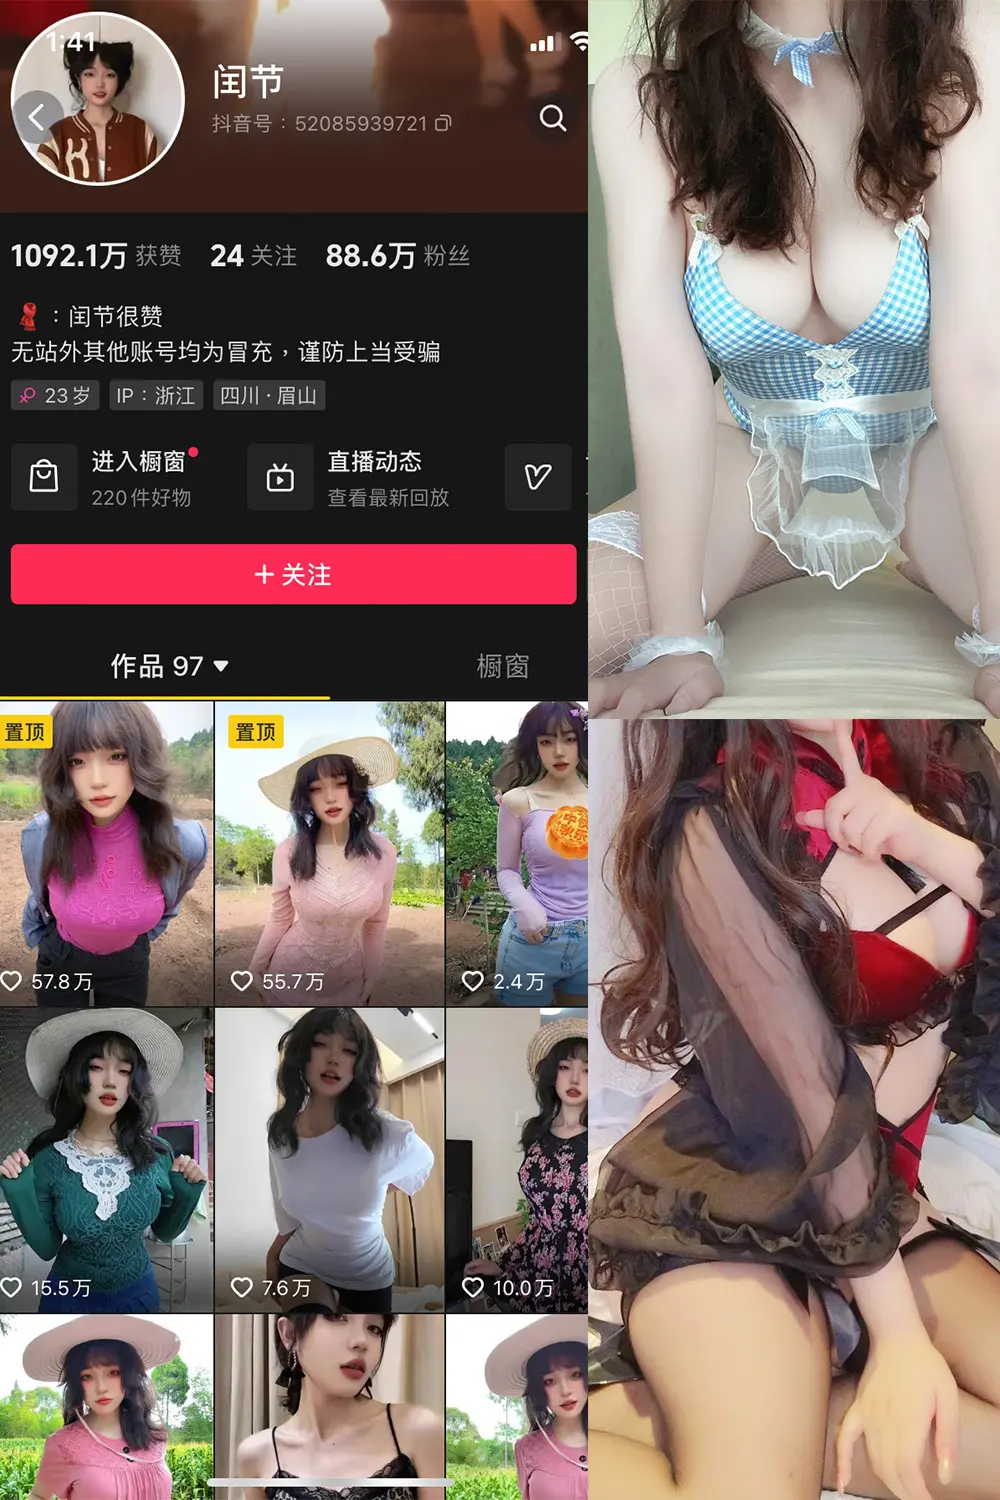 1:41
闰节
抖音号：52085939721
1092.1万 获赞 24 关注 88.6万 粉丝
：闰节很赞
无站外其他账号均为冒充，谨防上当受骗
23岁 IP：浙江 四川·眉山
进入橱窗
220件好物
直播动态
查看最新回放
+ 关注
作品 97
橱窗
置顶
57.8万
置顶
55.7万
2.4万
15.5万
7.6万
10.0万